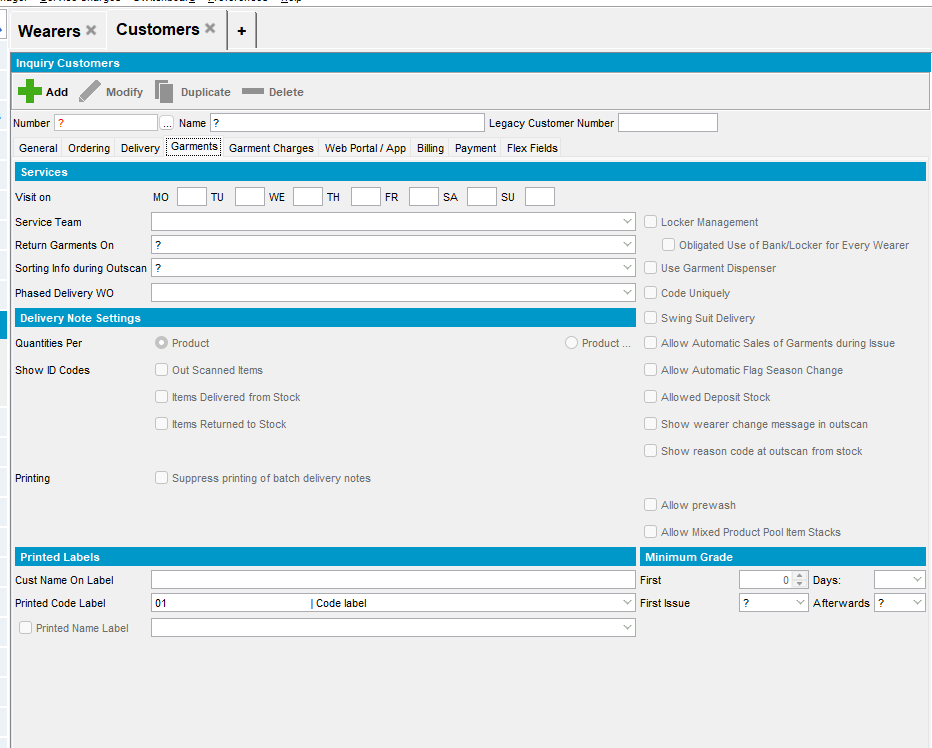 Wearers Customers +
Inquiry Customers
Add Modify Duplicate Delete
Number ? ... Name ? Legacy Customer Number
General Ordering Delivery Garments Garment Charges Web Portal / App Billing Payment Flex Fields
Services
Visit on MO TU WE TH FR SA SU
Service Team Locker Management
Return Garments On ? Obligated Use of Bank/Locker for Every Wearer
Sorting Info during Outscan ? Use Garment Dispenser
Phased Delivery WO Code Uniquely
Delivery Note Settings Swing Suit Delivery
Quantities Per Product Product ... Allow Automatic Sales of Garments during Issue
Show ID Codes Out Scanned Items Allow Automatic Flag Season Change
Items Delivered from Stock Allowed Deposit Stock
Items Returned to Stock Show wearer change message in outscan
Show reason code at outscan from stock
Printing Suppress printing of batch delivery notes
Allow prewash
Allow Mixed Product Pool Item Stacks
Printed Labels Minimum Grade
Cust Name On Label First 0 Days:
Printed Code Label 01 | Code label First Issue ? Afterwards ?
Printed Name Label